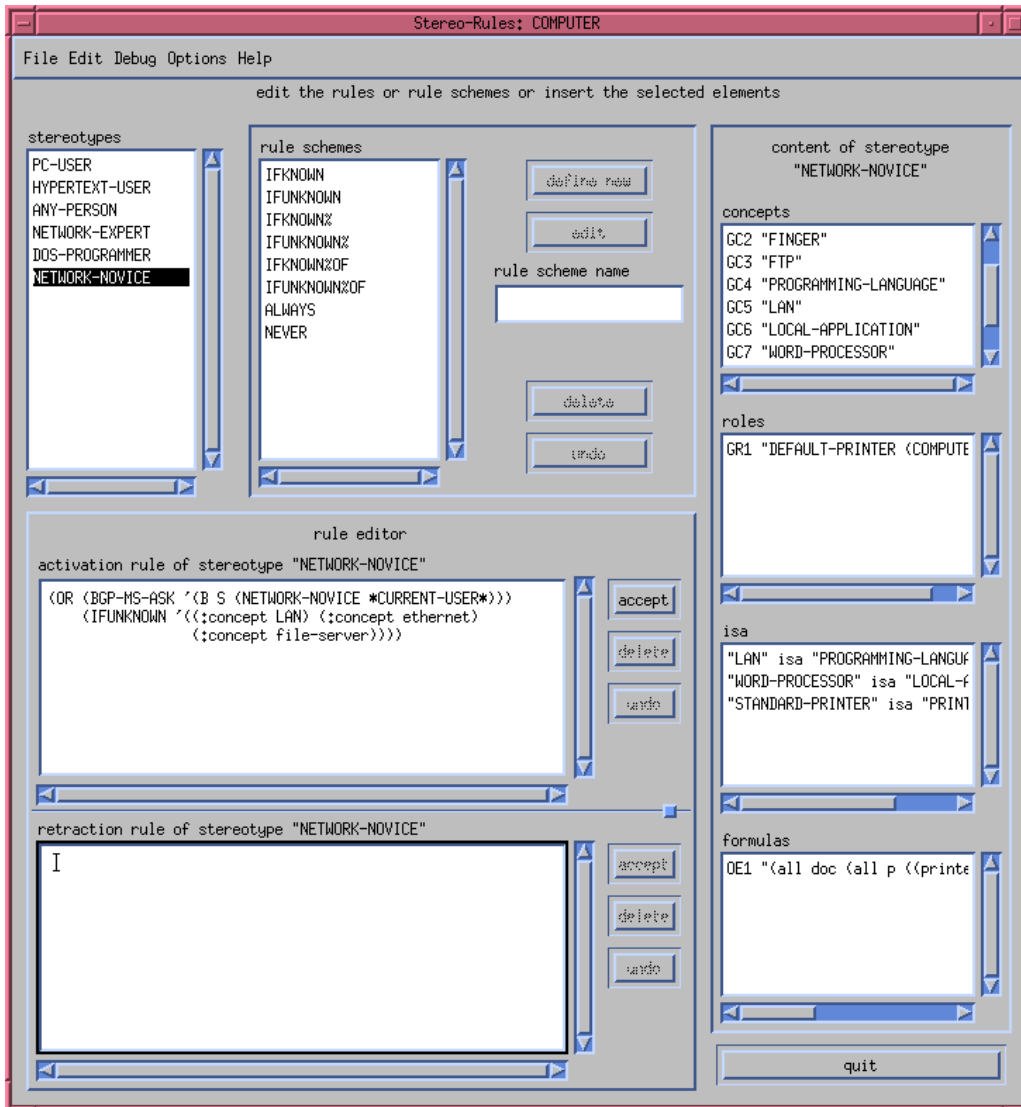 Stereo-Rules: COMPUTER
File Edit Debug Options Help
edit the rules or rule schemes or insert the selected elements
stereotypes
PC-USER
HYPERTEXT-USER
ANY-PERSON
NETWORK-EXPERT
DOS-PROGRAMMER
NETWORK-NOVICE
rule schemes
IFKNOWN
IFUNKNOWN
IFKNOWN%
IFUNKNOWN%
IFKNOWN%OF
IFUNKNOWN%OF
ALWAYS
NEVER
define new
edit
rule scheme name
delete
undo
content of stereotype
"NETWORK-NOVICE"
concepts
GC2 "FINGER"
GC3 "FTP"
GC4 "PROGRAMMING-LANGUAGE"
GC5 "LAN"
GC6 "LOCAL-APPLICATION"
GC7 "WORD-PROCESSOR"
roles
GR1 "DEFAULT-PRINTER (COMPUTE
isa
"LAN" isa "PROGRAMMING-LANGUA
"WORD-PROCESSOR" isa "LOCAL-A
"STANDARD-PRINTER" isa "PRINT
formulas
OE1 "(all doc (all p ((printe
quit
rule editor
activation rule of stereotype "NETWORK-NOVICE"
(OR (BGP-MS-ASK '(B S (NETWORK-NOVICE *CURRENT-USER*)))
(IFUNKNOWN '((:concept LAN) (:concept ethernet)
(:concept file-server))))
accept
delete
undo
retraction rule of stereotype "NETWORK-NOVICE"
accept
delete
undo